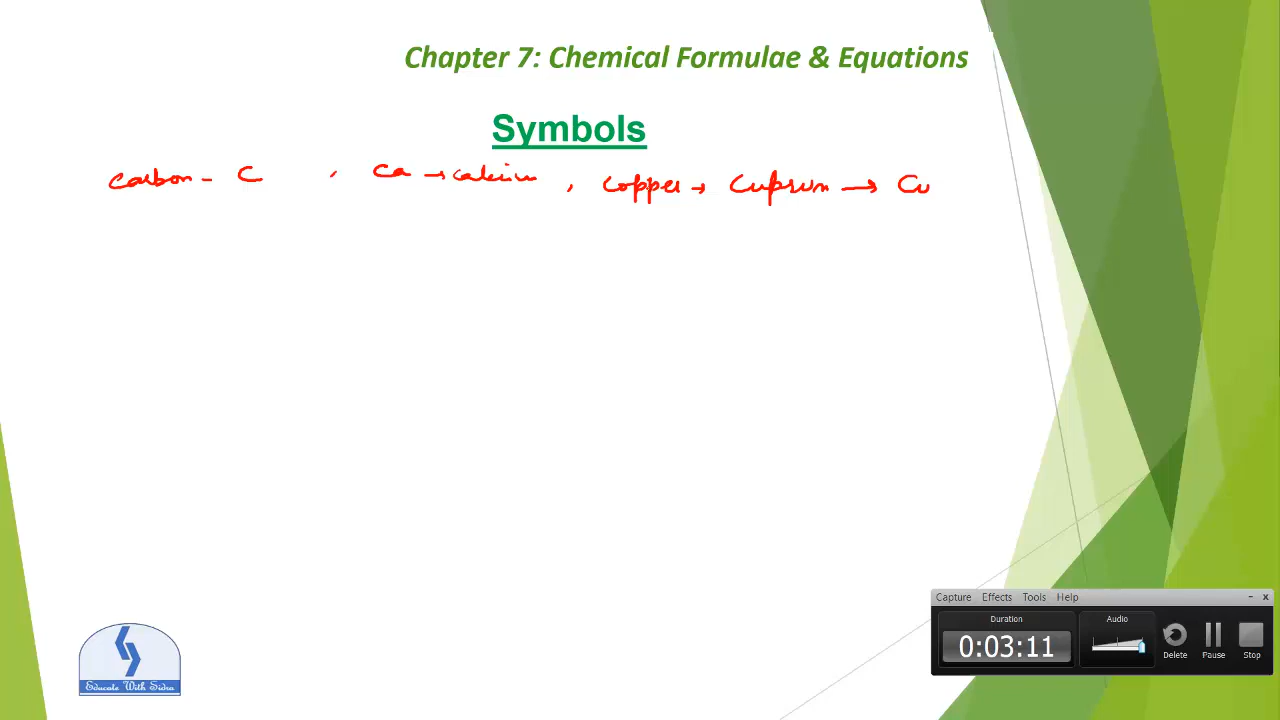 Chapter 7: Chemical Formulae & Equations
Symbols
Carbon - C , Ca → Calcium , Copper → Cuprum → Cu
Capture Effects Tools Help
Duration
Audio
0:03:11
Delete Pause Stop
Educate With Sidra